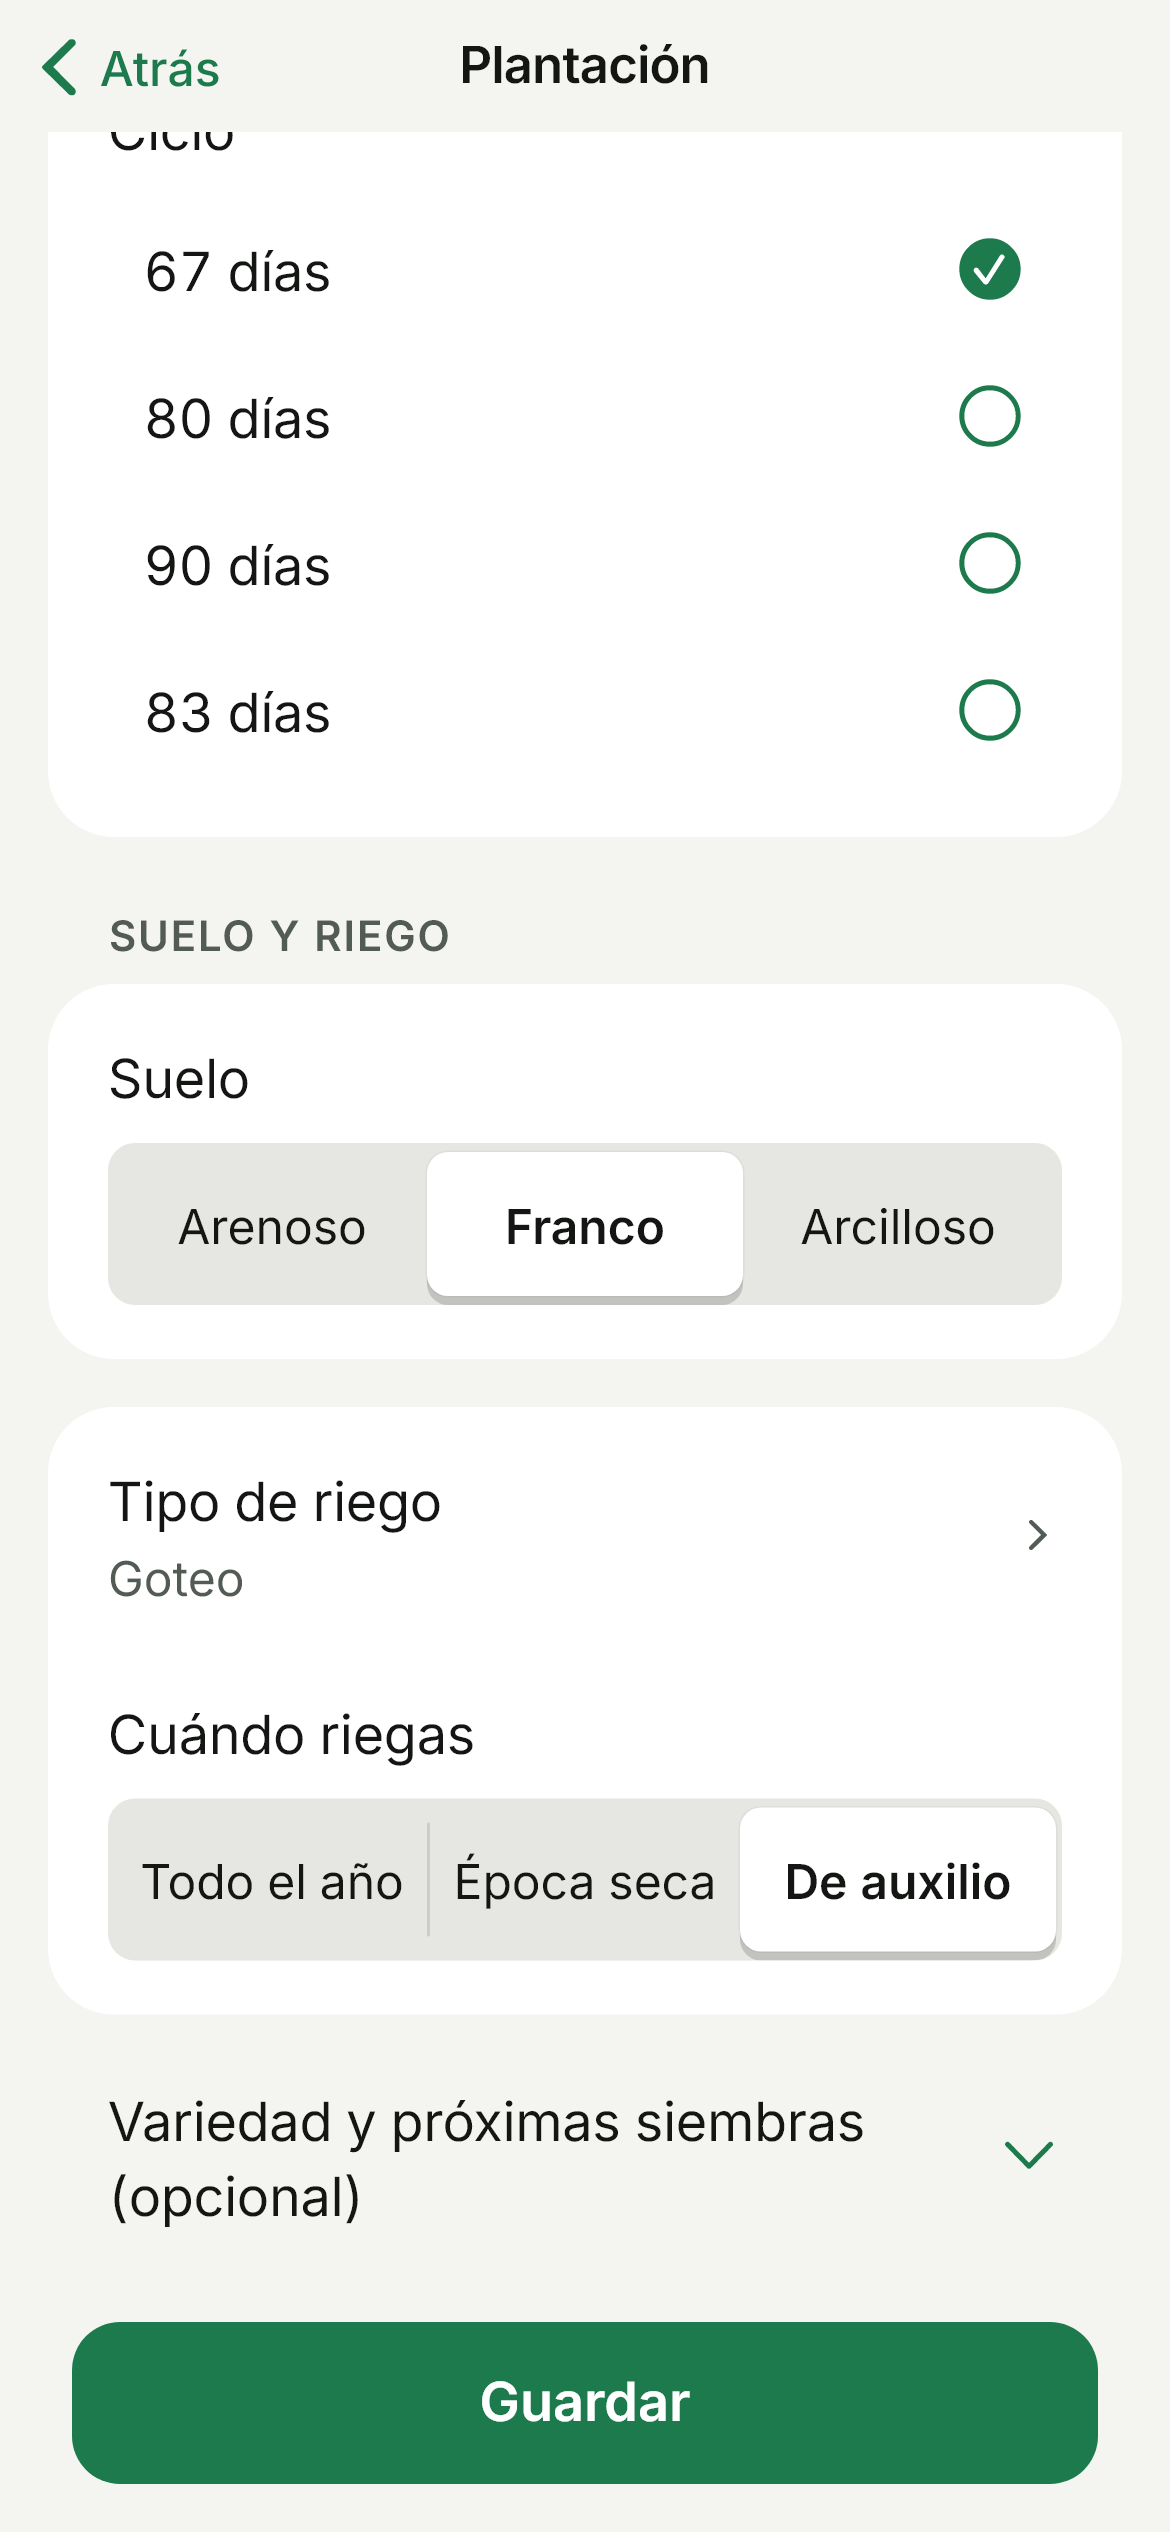 Atrás
Plantación
Ciclo
67 días
80 días
90 días
83 días
SUELO Y RIEGO
Suelo
Arenoso
Franco
Arcilloso
Tipo de riego
Goteo
Cuándo riegas
Todo el año
Época seca
De auxilio
Variedad y próximas siembras
(opcional)
Guardar